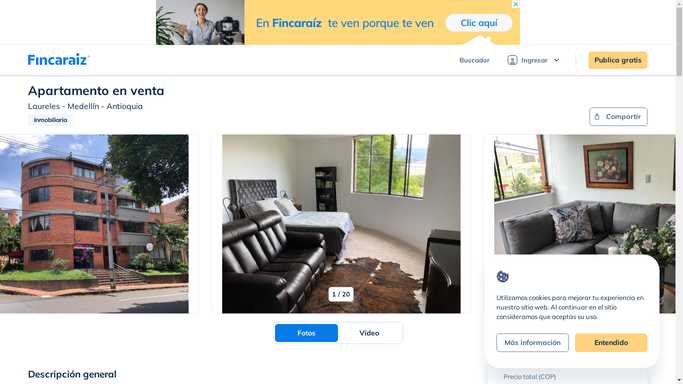 En Fincaraíz te ven porque te ven
Clic aquí
Fincaraíz
Buscador
Ingresar
Publica gratis
Apartamento en venta
Laureles - Medellín - Antioquia
Inmobiliaria
Compartir
1 / 20
Fotos
Vídeo
Utilizamos cookies para mejorar tu experiencia en
nuestro sitio web. Al continuar en el sitio
consideramos que aceptas su uso.
Más información
Entendido
Descripción general
Precio total (COP)